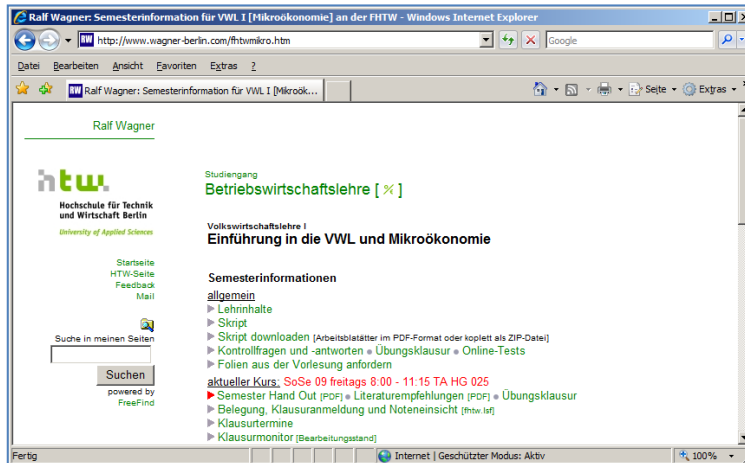 Ralf Wagner: Semesterinformation für VWL I [Mikroökonomie] an der FHTW - Windows Internet Explorer
http://www.wagner-berlin.com/fhtwmikro.htm
Google
Datei Bearbeiten Ansicht Favoriten Extras ?
RW Ralf Wagner: Semesterinformation für VWL I [Mikroök...
Seite Extras
Ralf Wagner
htw.
Hochschule für Technik
und Wirtschaft Berlin
University of Applied Sciences
Startseite
HTW-Seite
Feedback
Mail
Suche in meinen Seiten
Suchen
powered by
FreeFind
Studiengang
Betriebswirtschaftslehre [ ]
Volkswirtschaftslehre I
Einführung in die VWL und Mikroökonomie
Semesterinformationen
allgemein
Lehrinhalte
Skript
Skript downloaden [Arbeitsblätter im PDF-Format oder koplett als ZIP-Datei]
Kontrollfragen und -antworten Übungsklausur Online-Tests
Folien aus der Vorlesung anfordern
aktueller Kurs: SoSe 09 freitags 8:00 - 11:15 TA HG 025
Semester Hand Out [PDF] Literaturempfehlungen [PDF] Übungsklausur
Belegung, Klausuranmeldung und Noteneinsicht [fhtw.lsf]
Klausurtermine
Klausurmonitor [Bearbeitungsstand]
Fertig
Internet | Geschützter Modus: Aktiv
100%